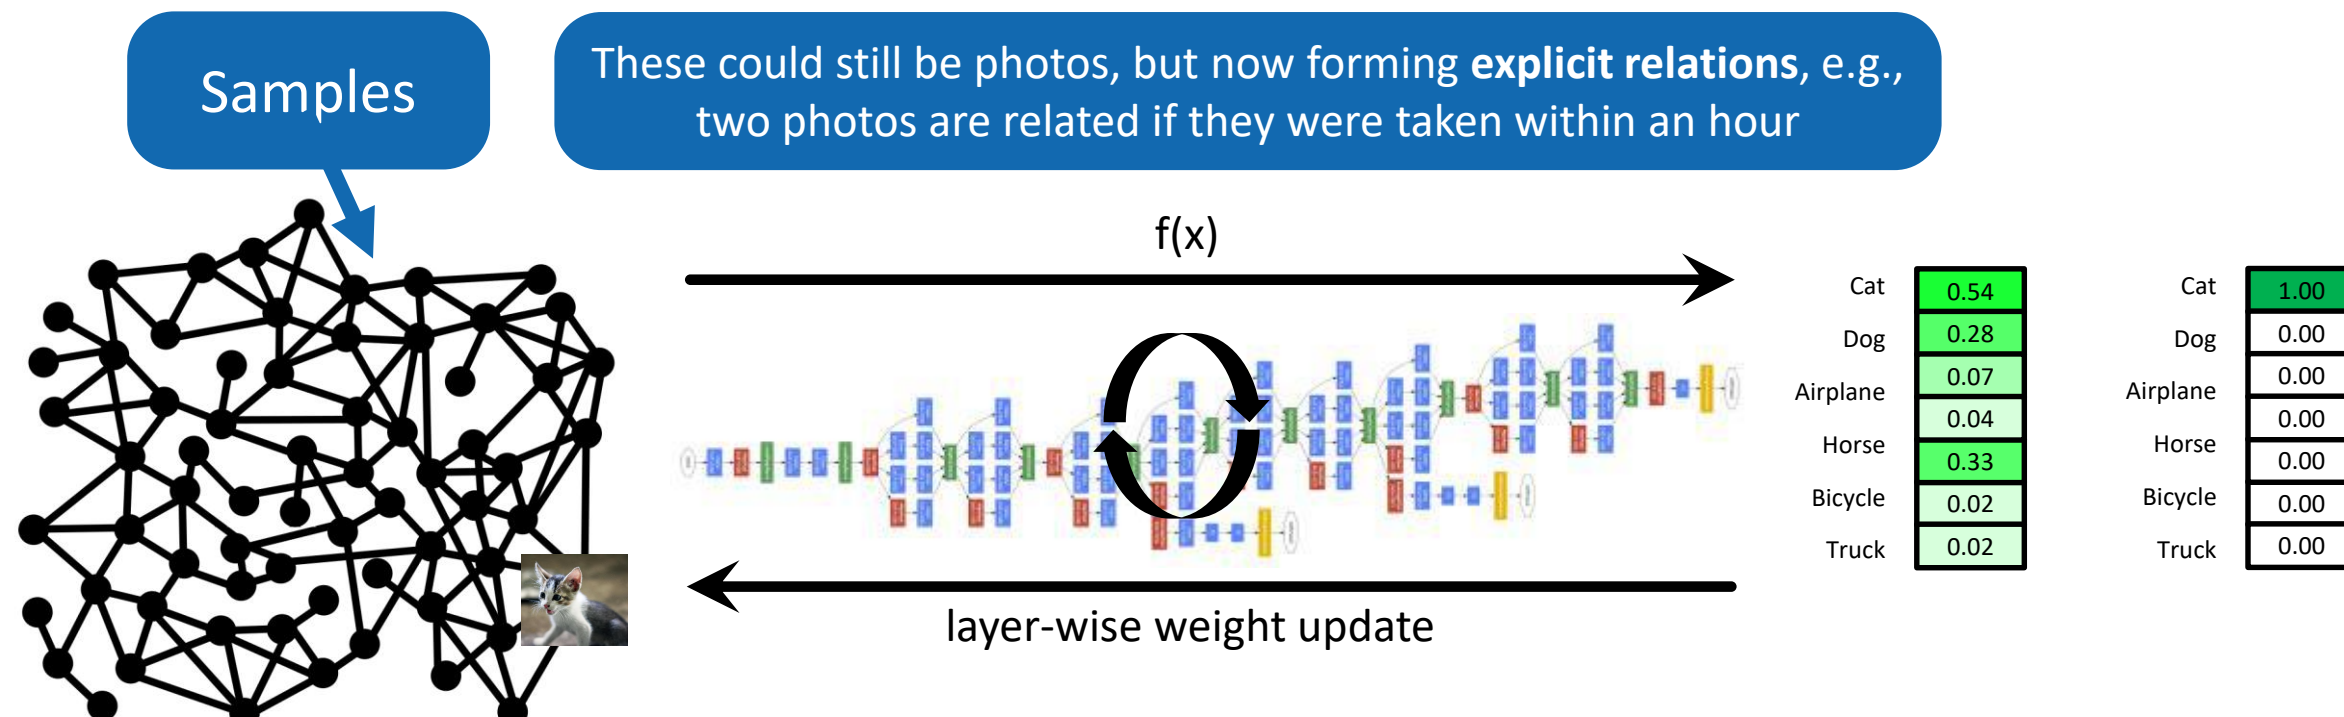 Samples
These could still be photos, but now forming explicit relations, e.g.,
two photos are related if they were taken within an hour
f(x)
layer-wise weight update
Cat
Dog
Airplane
Horse
Bicycle
Truck
0.54
0.28
0.07
0.04
0.33
0.02
0.02
Cat
Dog
Airplane
Horse
Bicycle
Truck
1.00
0.00
0.00
0.00
0.00
0.00
0.00